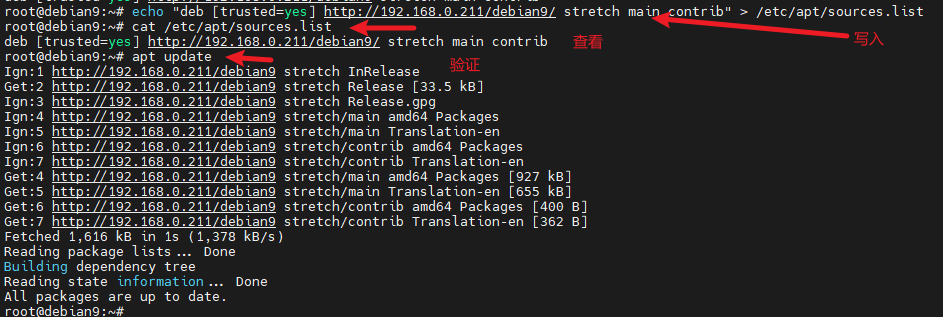 root@debian9:~# echo "deb [trusted=yes] http://192.168.0.211/debian9/ stretch main contrib" > /etc/apt/sources.list
写入
root@debian9:~# cat /etc/apt/sources.list
deb [trusted=yes] http://192.168.0.211/debian9/ stretch main contrib
查看
root@debian9:~# apt update
验证
Ign:1 http://192.168.0.211/debian9 stretch InRelease
Get:2 http://192.168.0.211/debian9 stretch Release [33.5 kB]
Ign:3 http://192.168.0.211/debian9 stretch Release.gpg
Ign:4 http://192.168.0.211/debian9 stretch/main amd64 Packages
Ign:5 http://192.168.0.211/debian9 stretch/main Translation-en
Ign:6 http://192.168.0.211/debian9 stretch/contrib amd64 Packages
Ign:7 http://192.168.0.211/debian9 stretch/contrib Translation-en
Get:4 http://192.168.0.211/debian9 stretch/main amd64 Packages [927 kB]
Get:5 http://192.168.0.211/debian9 stretch/main Translation-en [655 kB]
Get:6 http://192.168.0.211/debian9 stretch/contrib amd64 Packages [400 B]
Get:7 http://192.168.0.211/debian9 stretch/contrib Translation-en [362 B]
Fetched 1,616 kB in 1s (1,378 kB/s)
Reading package lists... Done
Building dependency tree
Reading state information... Done
All packages are up to date.
root@debian9:~#